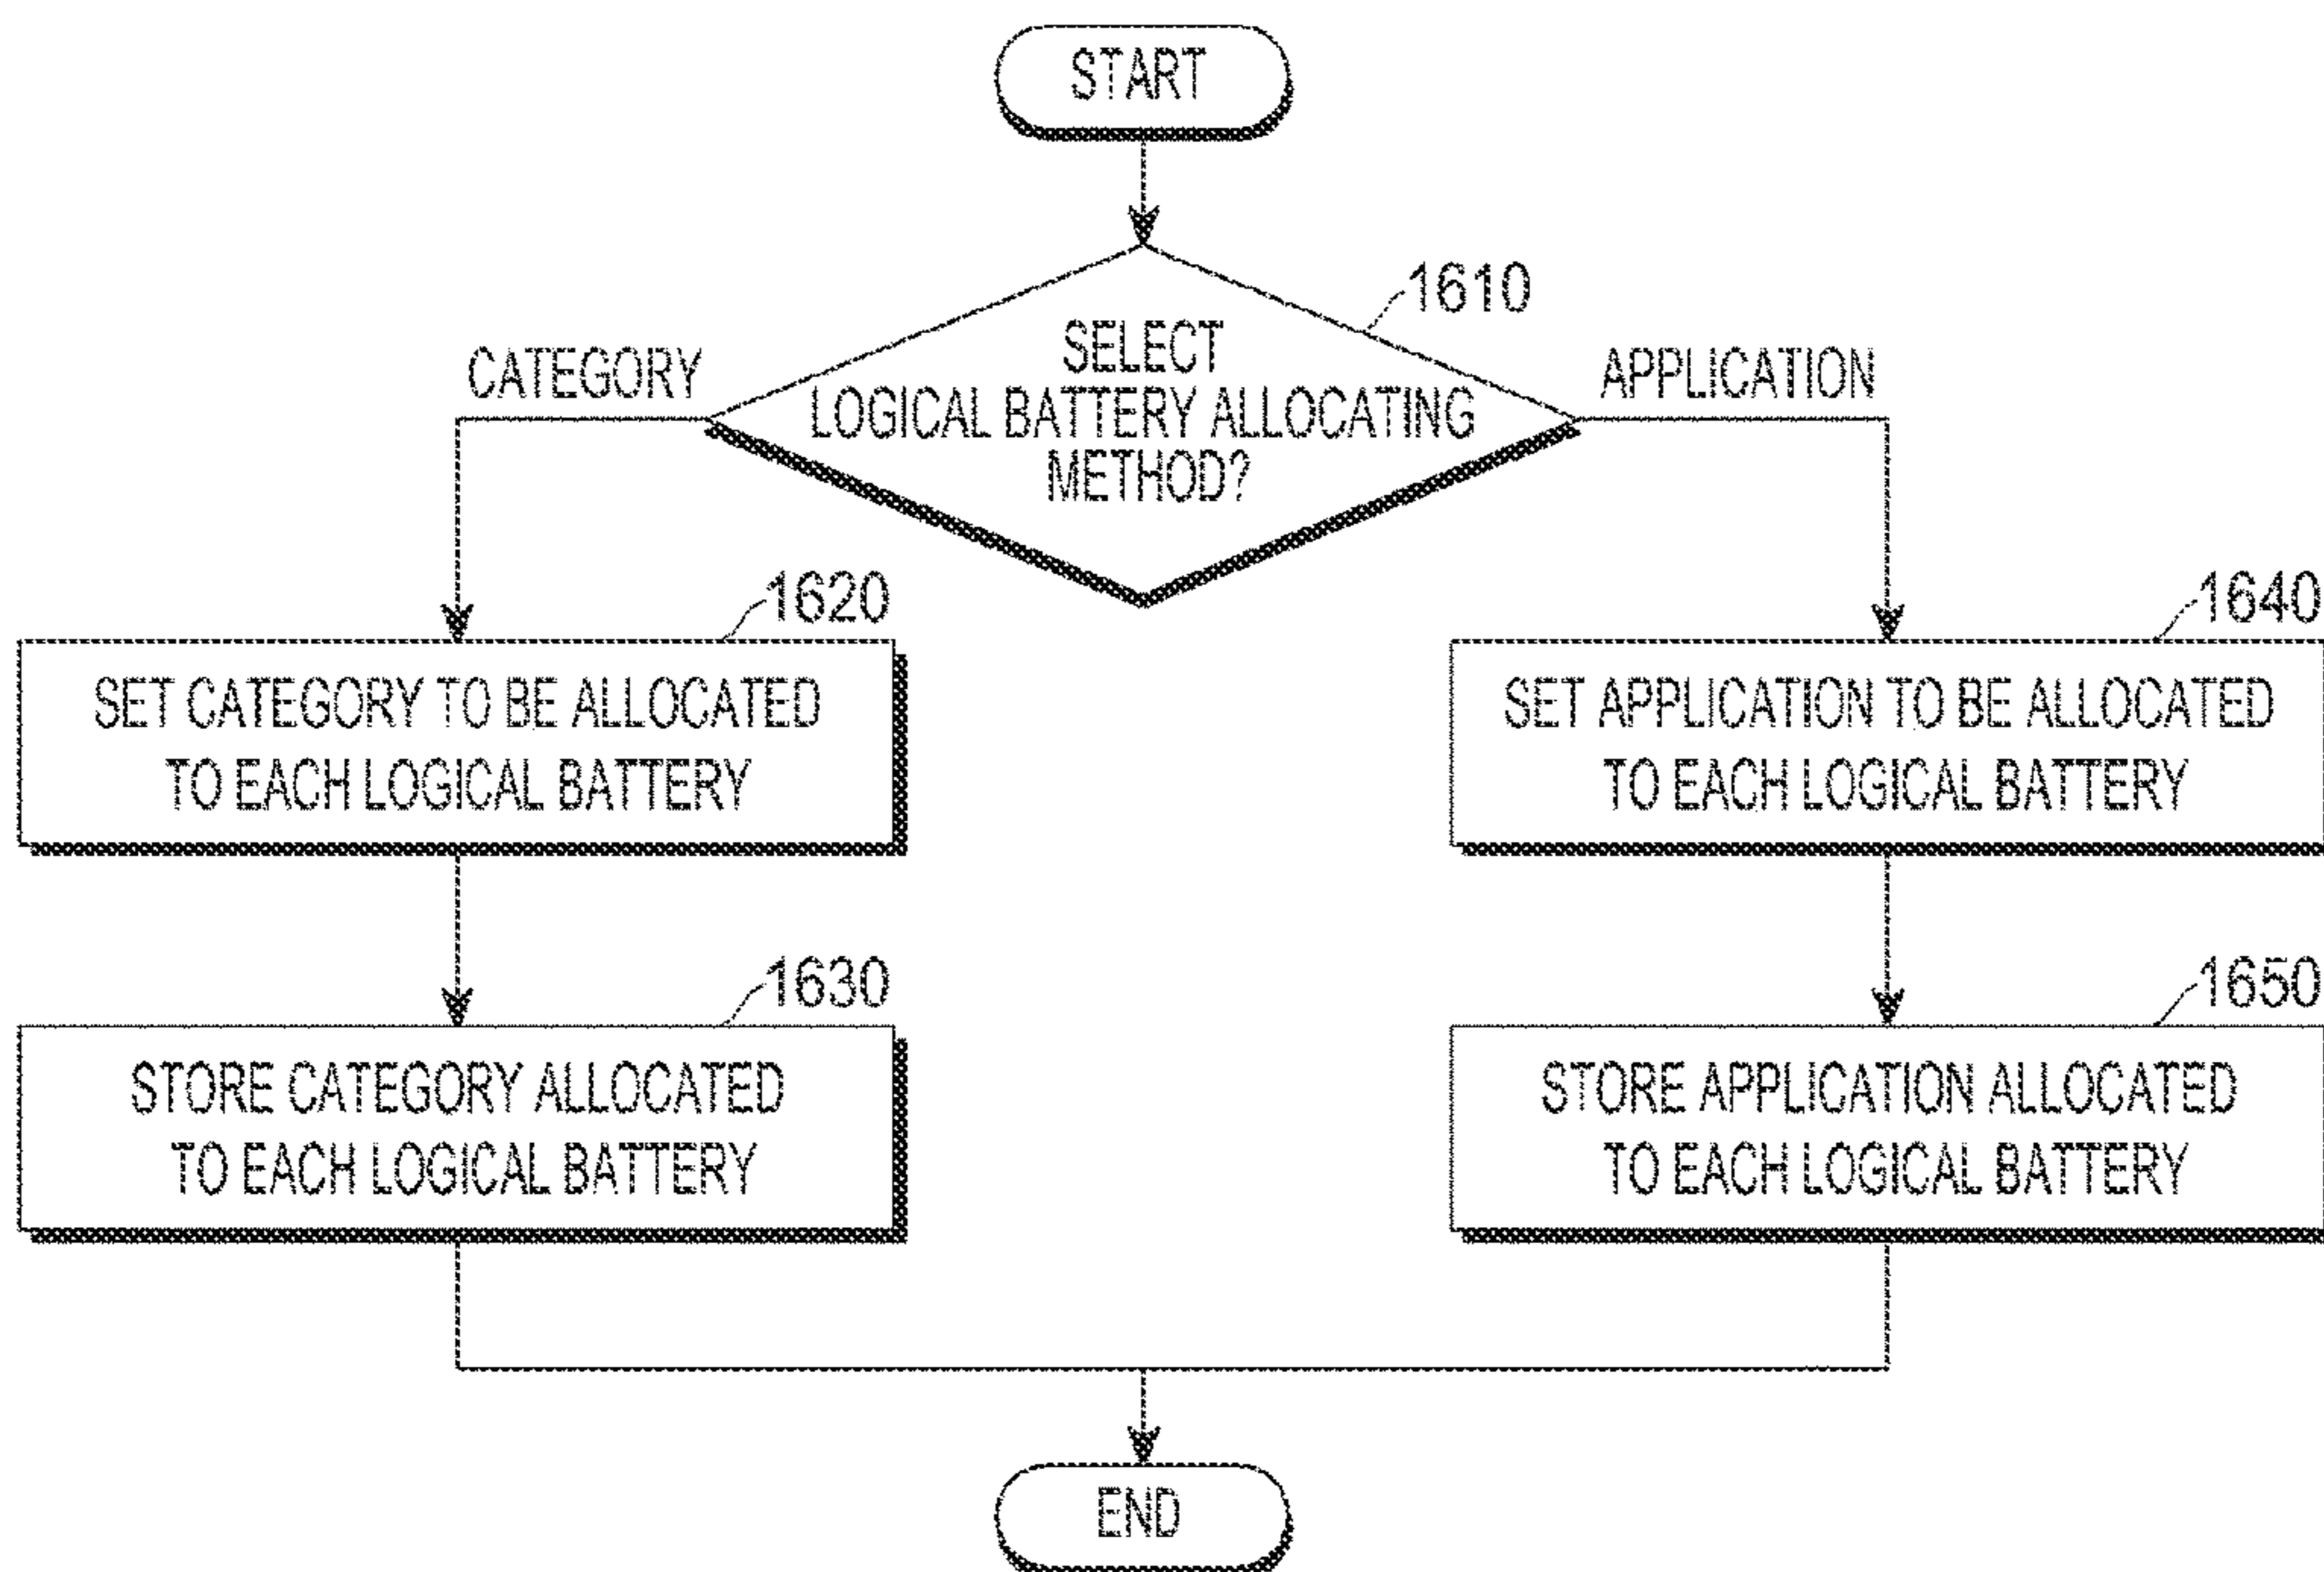 START
1610
SELECT
LOGICAL BATTERY ALLOCATING
METHOD?
CATEGORY
APPLICATION
1620
SET CATEGORY TO BE ALLOCATED
TO EACH LOGICAL BATTERY
1640
SET APPLICATION TO BE ALLOCATED
TO EACH LOGICAL BATTERY
1630
STORE CATEGORY ALLOCATED
TO EACH LOGICAL BATTERY
1650
STORE APPLICATION ALLOCATED
TO EACH LOGICAL BATTERY
END